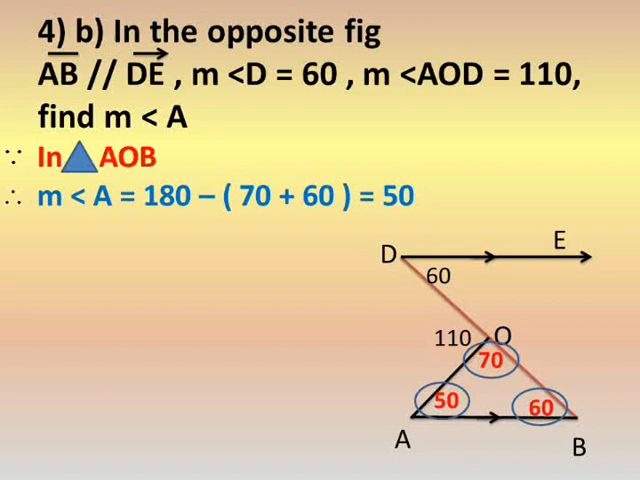 4) b) In the opposite fig
AB // DE , m <D = 60 , m <AOD = 110,
find m < A
∵ In AOB
∴ m < A = 180 – ( 70 + 60 ) = 50
D E
60
110 O
70
50 60
A B